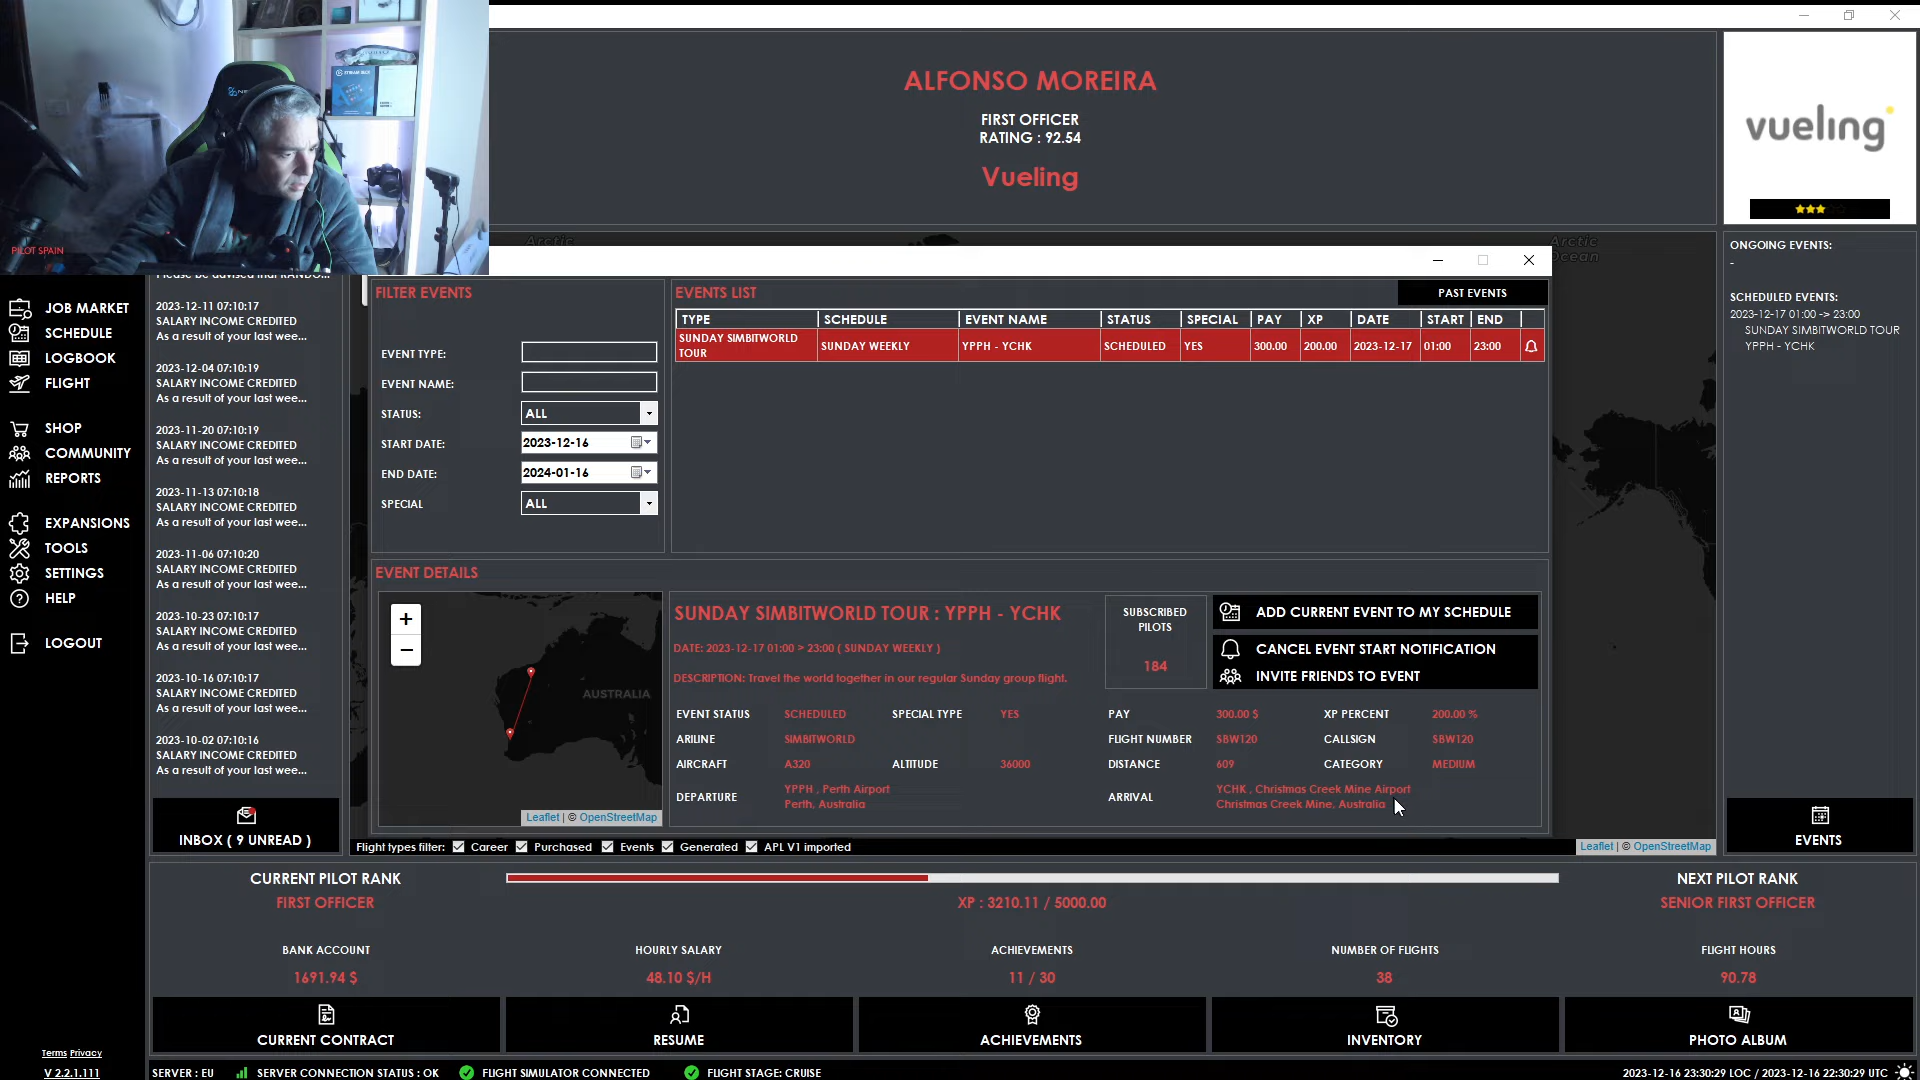 PILOT SPAIN
ALFONSO MOREIRA
FIRST OFFICER
RATING : 92.54
Vueling
vueling
Arctic
Arctic
Ocean
JOB MARKET
SCHEDULE
LOGBOOK
FLIGHT
SHOP
COMMUNITY
REPORTS
EXPANSIONS
TOOLS
SETTINGS
HELP
LOGOUT
Terms Privacy
V 2.2.1.111
2023-12-11 07:10:17
SALARY INCOME CREDITED
As a result of your last wee...
2023-12-04 07:10:19
SALARY INCOME CREDITED
As a result of your last wee...
2023-11-20 07:10:19
SALARY INCOME CREDITED
As a result of your last wee...
2023-11-13 07:10:18
SALARY INCOME CREDITED
As a result of your last wee...
2023-11-06 07:10:20
SALARY INCOME CREDITED
As a result of your last wee...
2023-10-23 07:10:17
SALARY INCOME CREDITED
As a result of your last wee...
2023-10-16 07:10:17
SALARY INCOME CREDITED
As a result of your last wee...
2023-10-02 07:10:16
SALARY INCOME CREDITED
As a result of your last wee...
INBOX ( 9 UNREAD )
FILTER EVENTS
EVENT TYPE:
EVENT NAME:
STATUS: ALL
START DATE: 2023-12-16
END DATE: 2024-01-16
SPECIAL ALL
EVENTS LIST
PAST EVENTS
TYPE SCHEDULE EVENT NAME STATUS SPECIAL PAY XP DATE START END
SUNDAY SIMBITWORLD TOUR SUNDAY WEEKLY YPPH - YCHK SCHEDULED YES 300.00 200.00 2023-12-17 01:00 23:00
EVENT DETAILS
+
−
AUSTRALIA
Leaflet | © OpenStreetMap
SUNDAY SIMBITWORLD TOUR : YPPH - YCHK
DATE: 2023-12-17 01:00 > 23:00 ( SUNDAY WEEKLY )
DESCRIPTION: Travel the world together in our regular Sunday group flight.
SUBSCRIBED
PILOTS
184
ADD CURRENT EVENT TO MY SCHEDULE
CANCEL EVENT START NOTIFICATION
INVITE FRIENDS TO EVENT
EVENT STATUS SCHEDULED SPECIAL TYPE YES PAY 300.00 $ XP PERCENT 200.00 %
ARILINE SIMBITWORLD FLIGHT NUMBER SBW120 CALLSIGN SBW120
AIRCRAFT A320 ALTITUDE 36000 DISTANCE 609 CATEGORY MEDIUM
DEPARTURE YPPH , Perth Airport
Perth, Australia
ARRIVAL YCHK , Christmas Creek Mine Airport
Christmas Creek Mine, Australia
Flight types filter: Career Purchased Events Generated APL V1 imported
Leaflet | © OpenStreetMap
ONGOING EVENTS:
-
SCHEDULED EVENTS:
2023-12-17 01:00 -> 23:00
SUNDAY SIMBITWORLD TOUR
YPPH - YCHK
EVENTS
CURRENT PILOT RANK
FIRST OFFICER
XP : 3210.11 / 5000.00
NEXT PILOT RANK
SENIOR FIRST OFFICER
BANK ACCOUNT HOURLY SALARY ACHIEVEMENTS NUMBER OF FLIGHTS FLIGHT HOURS
1691.94 $ 48.10 $/H 11 / 30 38 90.78
CURRENT CONTRACT RESUME ACHIEVEMENTS INVENTORY PHOTO ALBUM
SERVER : EU SERVER CONNECTION STATUS : OK FLIGHT SIMULATOR CONNECTED FLIGHT STAGE: CRUISE 2023-12-16 23:30:29 LOC / 2023-12-16 22:30:29 UTC